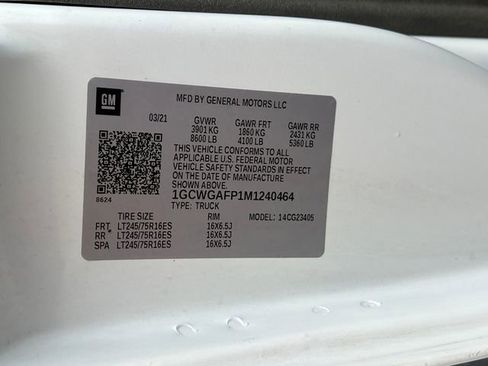 GM
MFD BY GENERAL MOTORS LLC
03/21 GVWR GAWR FRT GAWR RR
3901 KG 1860 KG 2431 KG
8600 LB 4100 LB 5360 LB
THIS VEHICLE CONFORMS TO ALL
APPLICABLE U.S. FEDERAL MOTOR
VEHICLE SAFETY STANDARDS IN EFFECT
ON THE DATE OF MANUFACTURE
SHOWN ABOVE.
8624 1GCWGAFP1M1240464
TYPE: TRUCK MODEL: 14CG23405
TIRE SIZE RIM
FRT LT245/75R16ES 16X6.5J
RR LT245/75R16ES 16X6.5J
SPA LT245/75R16ES 16X6.5J